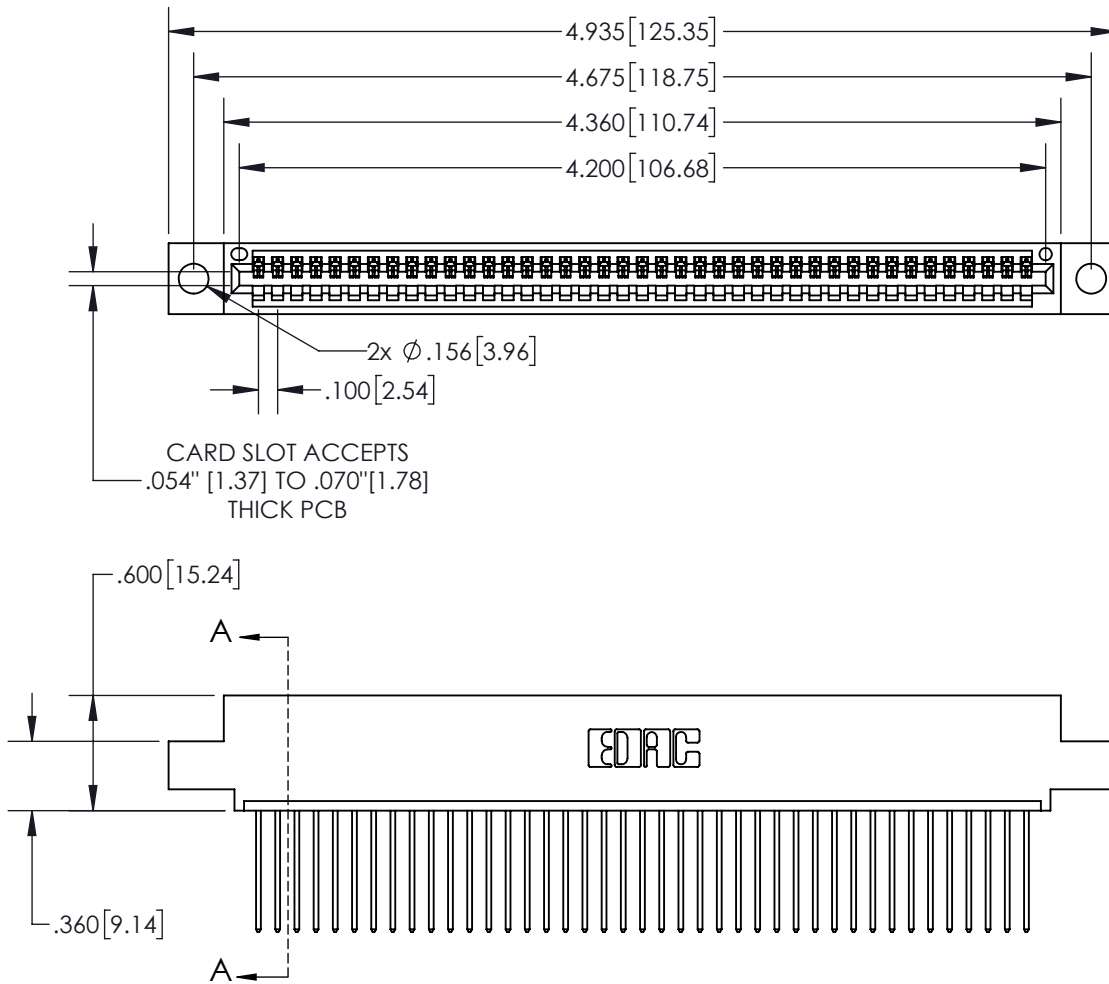 4.935[125.35]
4.675[118.75]
4.360[110.74]
4.200[106.68]
2x Ø .156[3.96]
.100[2.54]
CARD SLOT ACCEPTS
.054" [1.37] TO .070"[1.78]
THICK PCB
.600[15.24]
A
EDAC
.360[9.14]
A